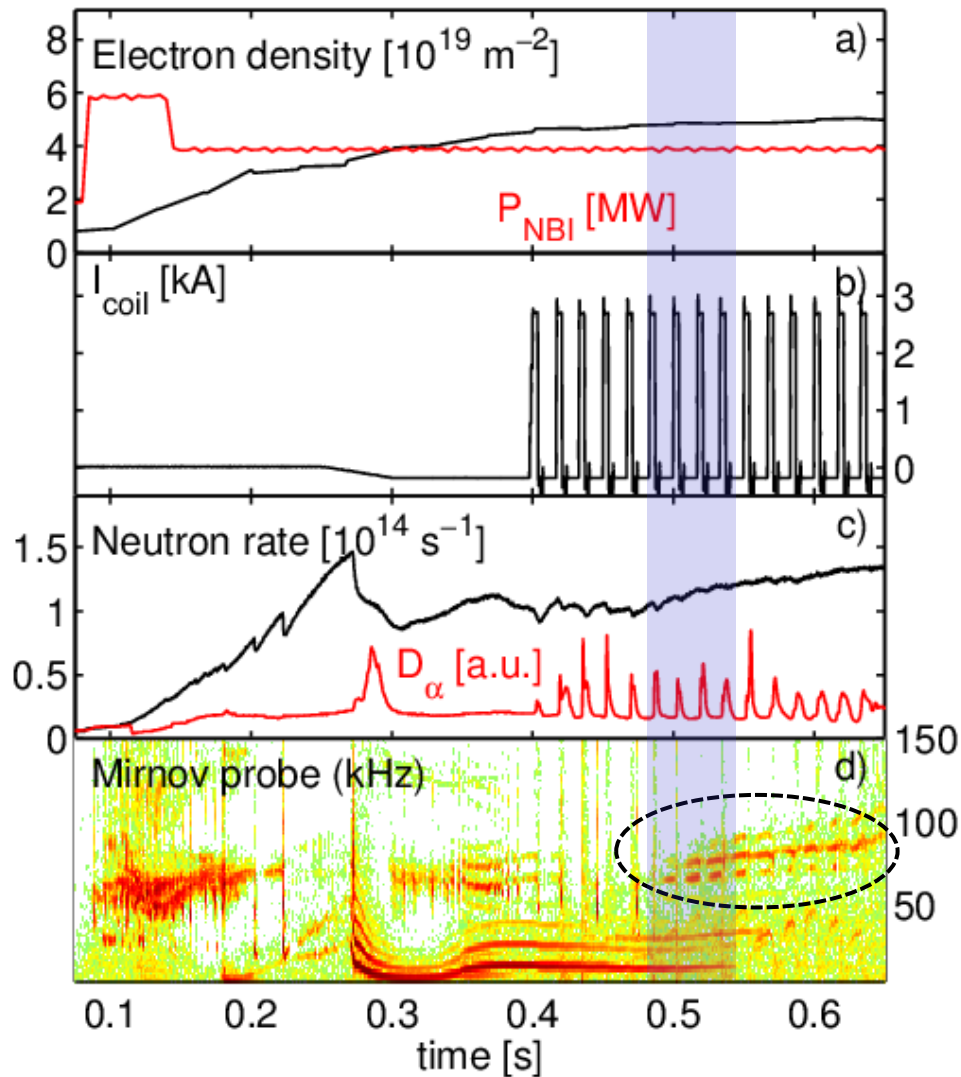 8
6
4
2
0
Electron density [10^19 m^−2]
a)
P_NBI [MW]
I_coil [kA]
b)
3
2
1
0
1.5
1
0.5
0
Neutron rate [10^14 s^−1]
c)
D_α [a.u.]
Mirnov probe (kHz)
d)
150
100
50
0.1 0.2 0.3 0.4 0.5 0.6
time [s]